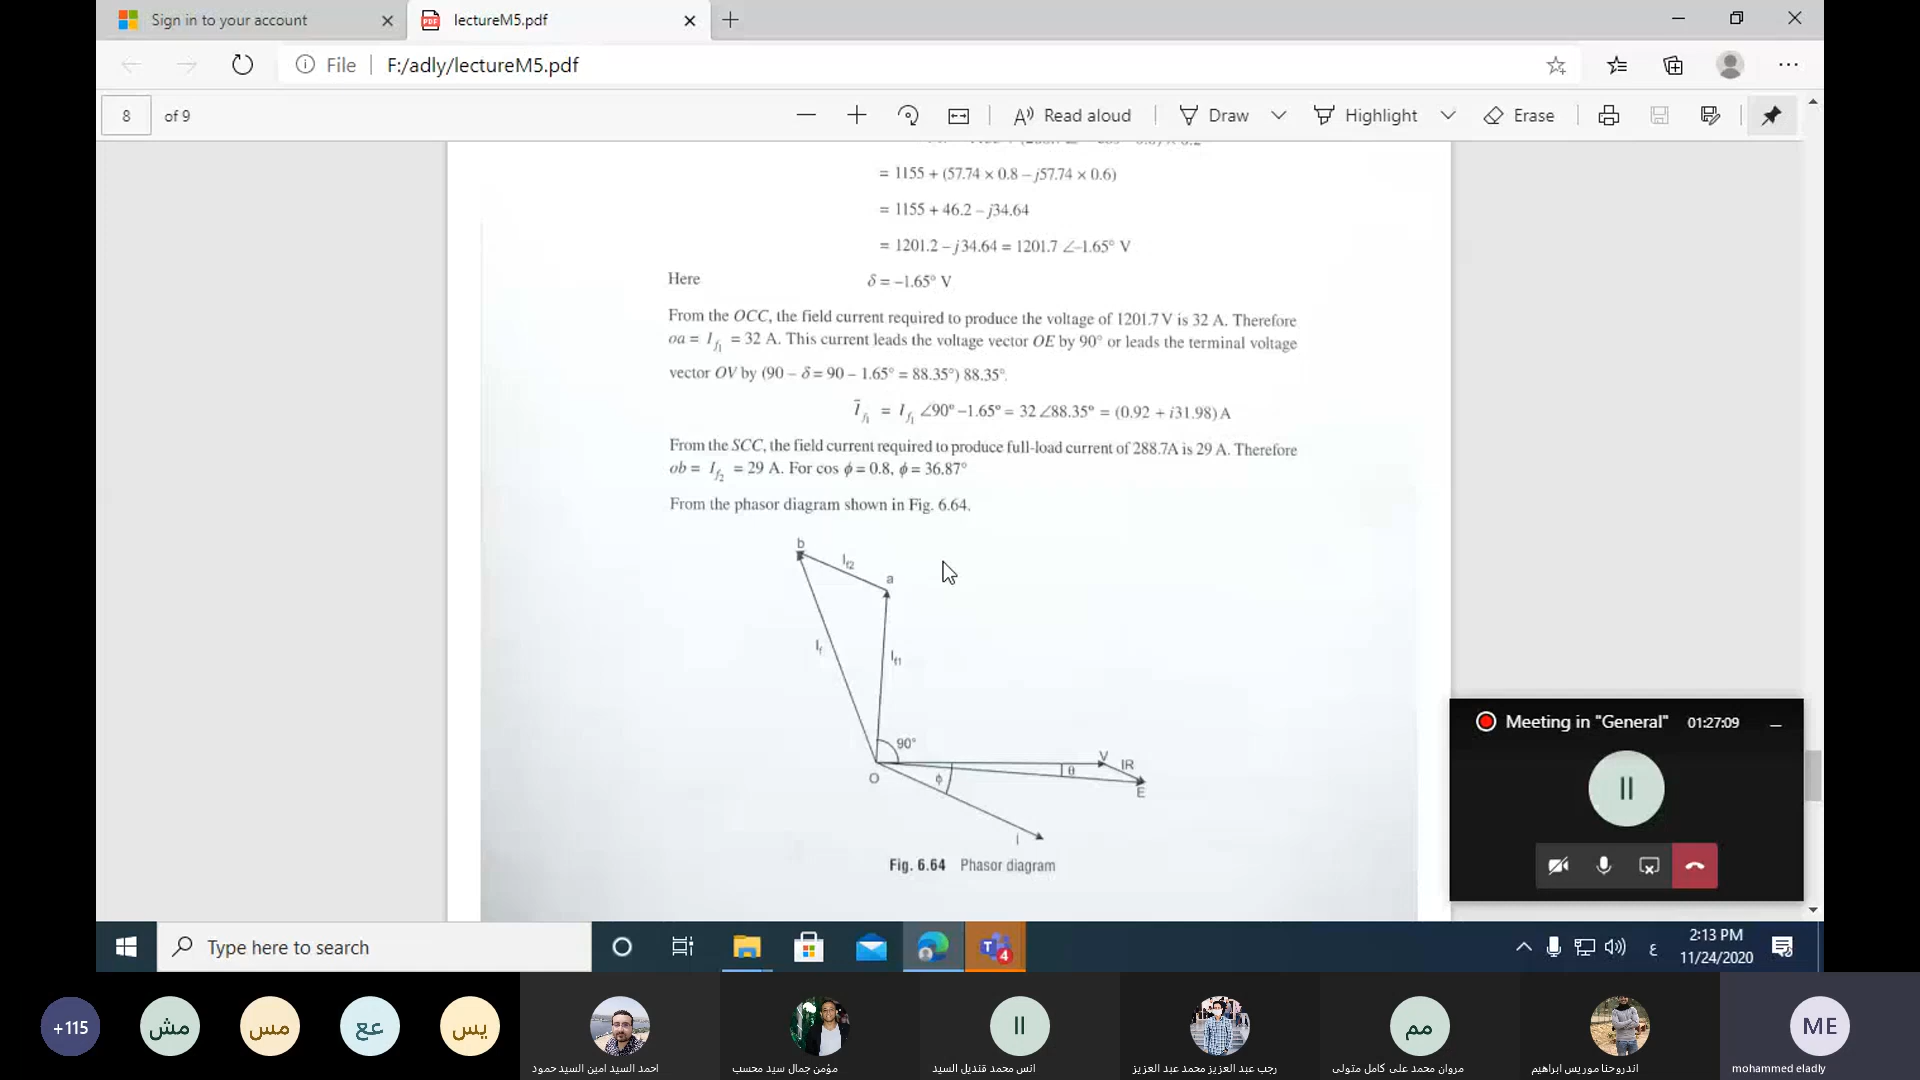 Sign in to your account
lectureM5.pdf
File
F:/adly/lectureM5.pdf
8 of 9
Read aloud
Draw
Highlight
Erase
= 1155 + (57.74 × 0.8 – j57.74 × 0.6)
= 1155 + 46.2 – j34.64
= 1201.2 – j34.64 = 1201.7 ∠–1.65° V
Here δ = –1.65° V
From the OCC, the field current required to produce the voltage of 1201.7 V is 32 A. Therefore
oa = I_f1 = 32 A. This current leads the voltage vector OE by 90° or leads the terminal voltage
vector OV by (90 – δ = 90 – 1.65° = 88.35°) 88.35°.
Ī_f1 = I_f1 ∠90° –1.65° = 32 ∠88.35° = (0.92 + i31.98) A
From the SCC, the field current required to produce full-load current of 288.7A is 29 A. Therefore
ob = I_f2 = 29 A. For cos ϕ = 0.8, ϕ = 36.87°
From the phasor diagram shown in Fig. 6.64.
b
I_f2
a
I_f
I_f1
90°
O
ϕ
θ
V
IR
E
I
Fig. 6.64 Phasor diagram
Meeting in "General" 01:27:09
II
Type here to search
4
ع
2:13 PM
11/24/2020
+115
مش
مس
عع
يس
II
مم
ME
احمد السيد امين السيد حمود
مؤمن جمال سيد محسب
انس محمد قنديل السيد
رجب عبد العزيز محمد عبد العزيز
مروان محمد على كامل متولى
اندروحنا موريس ابراهيم
mohammed eladly